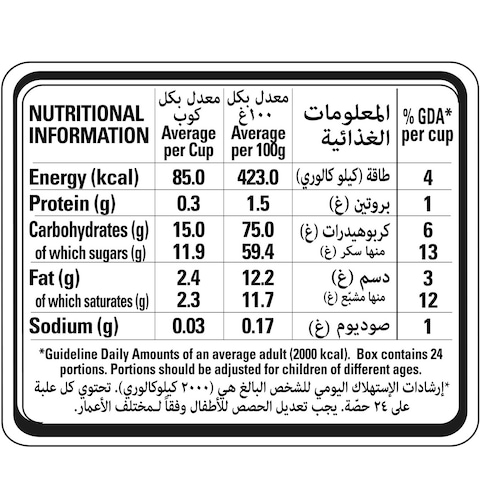 NUTRITIONAL INFORMATION | معدل بكل كوب Average per Cup | معدل بكل ١٠٠غ Average per 100g | المعلومات الغذائية | % GDA* per cup
Energy (kcal) 85.0 423.0 طاقة (كيلو كالوري) 4
Protein (g) 0.3 1.5 بروتين (غ) 1
Carbohydrates (g) 15.0 75.0 كربوهيدرات (غ) 6
of which sugars (g) 11.9 59.4 منها سكر (غ) 13
Fat (g) 2.4 12.2 دسم (غ) 3
of which saturates (g) 2.3 11.7 منها مشبّع (غ) 12
Sodium (g) 0.03 0.17 صوديوم (غ) 1
*Guideline Daily Amounts of an average adult (2000 kcal). Box contains 24
portions. Portions should be adjusted for children of different ages.
*إرشادات الإستهلاك اليومي للشخص البالغ هي (٢٠٠٠ كيلوكالوري). تحتوي كل علبة
على ٢٤ حصّة. يجب تعديل الحصص للأطفال وفقاً لـمختلف الأعمار.